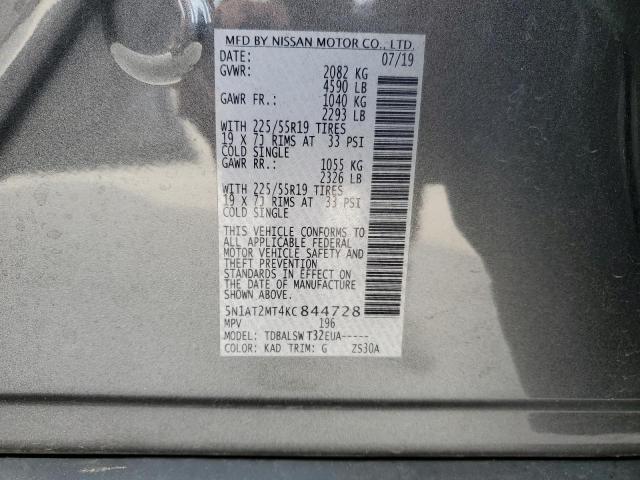 MFD BY NISSAN MOTOR CO., LTD.
DATE: 07/19
GVWR: 2082 KG
4590 LB
GAWR FR.: 1040 KG
2293 LB
WITH 225/55R19 TIRES
19 X 7J RIMS AT 33 PSI
COLD SINGLE
GAWR RR.: 1055 KG
2326 LB
WITH 225/55R19 TIRES
19 X 7J RIMS AT 33 PSI
COLD SINGLE
THIS VEHICLE CONFORMS TO
ALL APPLICABLE FEDERAL
MOTOR VEHICLE SAFETY AND
THEFT PREVENTION
STANDARDS IN EFFECT ON
THE DATE OF MANUFACTURE
SHOWN ABOVE.
5N1AT2MT4KC844728
MPV 196
MODEL: TDBALSW T32EUA-----
COLOR: KAD TRIM: G ZS30A